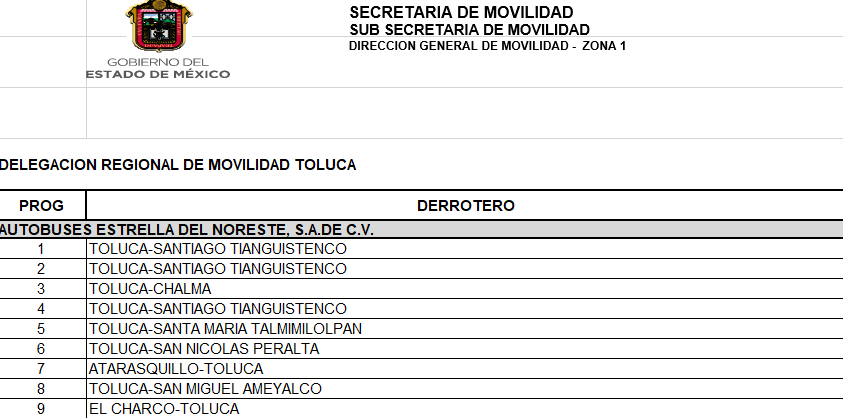 SECRETARIA DE MOVILIDAD
SUB SECRETARIA DE MOVILIDAD
DIRECCION GENERAL DE MOVILIDAD - ZONA 1
GOBIERNO DEL
ESTADO DE MÉXICO
DELEGACION REGIONAL DE MOVILIDAD TOLUCA
PROG DERROTERO
AUTOBUSES ESTRELLA DEL NORESTE, S.A.DE C.V.
1 TOLUCA-SANTIAGO TIANGUISTENCO
2 TOLUCA-SANTIAGO TIANGUISTENCO
3 TOLUCA-CHALMA
4 TOLUCA-SANTIAGO TIANGUISTENCO
5 TOLUCA-SANTA MARIA TALMIMILOLPAN
6 TOLUCA-SAN NICOLAS PERALTA
7 ATARASQUILLO-TOLUCA
8 TOLUCA-SAN MIGUEL AMEYALCO
9 EL CHARCO-TOLUCA